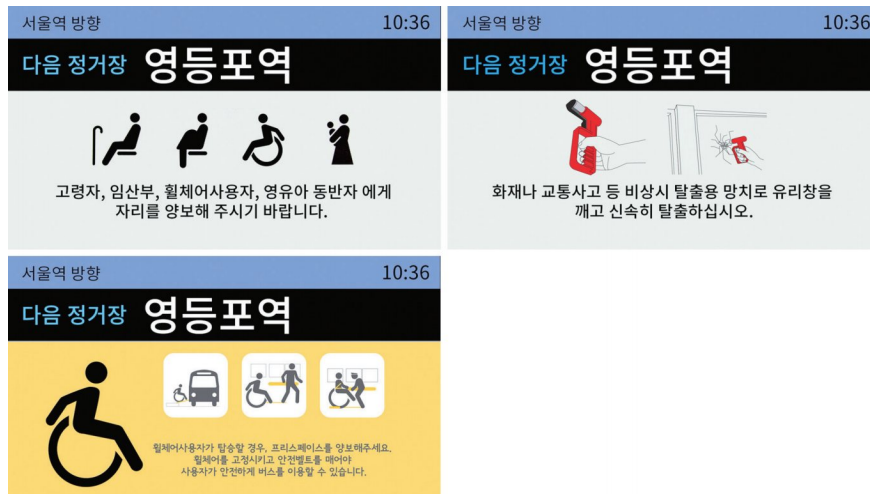 서울역 방향 10:36
다음 정거장 영등포역
고령자, 임산부, 휠체어사용자, 영유아 동반자 에게
자리를 양보해 주시기 바랍니다.
서울역 방향 10:36
다음 정거장 영등포역
화재나 교통사고 등 비상시 탈출용 망치로 유리창을
깨고 신속히 탈출하십시오.
서울역 방향 10:36
다음 정거장 영등포역
휠체어사용자가 탑승할 경우, 프리스페이스를 양보해주세요.
휠체어를 고정시키고 안전벨트를 매어야
사용자가 안전하게 버스를 이용할 수 있습니다.